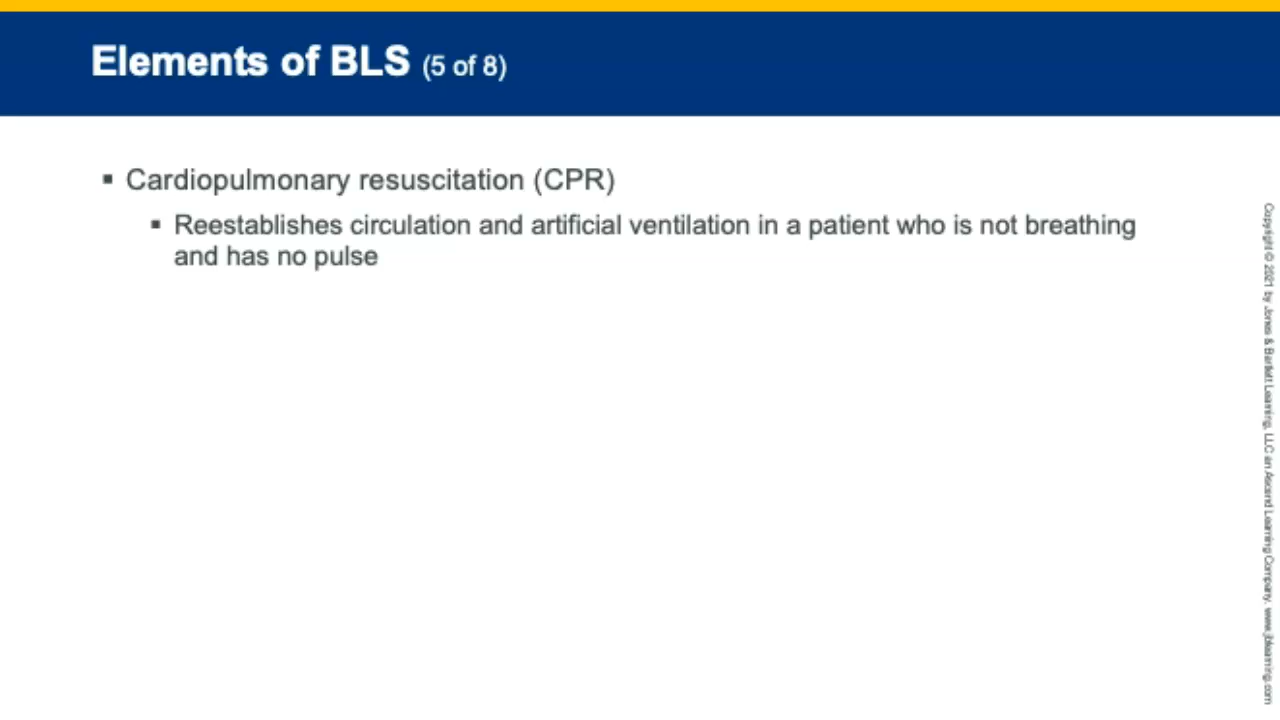 Elements of BLS (5 of 8)
▪ Cardiopulmonary resuscitation (CPR)
▪ Reestablishes circulation and artificial ventilation in a patient who is not breathing
and has no pulse
Copyright © 2021 by Jones & Bartlett Learning, LLC an Ascend Learning Company. www.jblearning.com